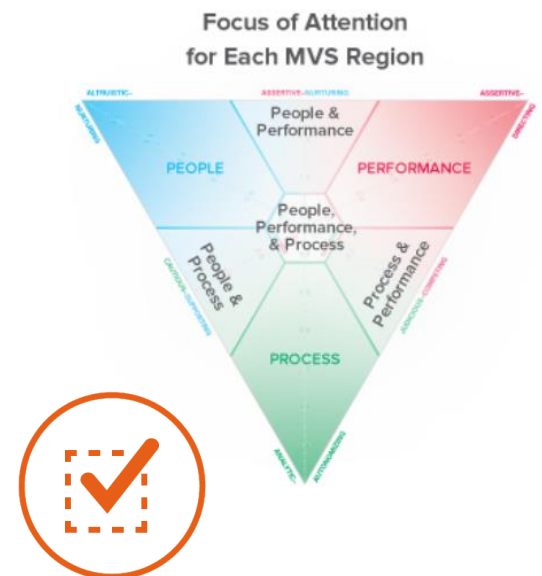 Focus of Attention
for Each MVS Region
ALTRUISTIC–
NURTURING
ASSERTIVE–NURTURING
ASSERTIVE–
DIRECTING
People &
Performance
PEOPLE
PERFORMANCE
People,
Performance,
& Process
People &
Process
Process &
Performance
CAUTIOUS–SUPPORTING
JUDICIOUS–COMPETING
PROCESS
ANALYTIC–
AUTONOMIZING